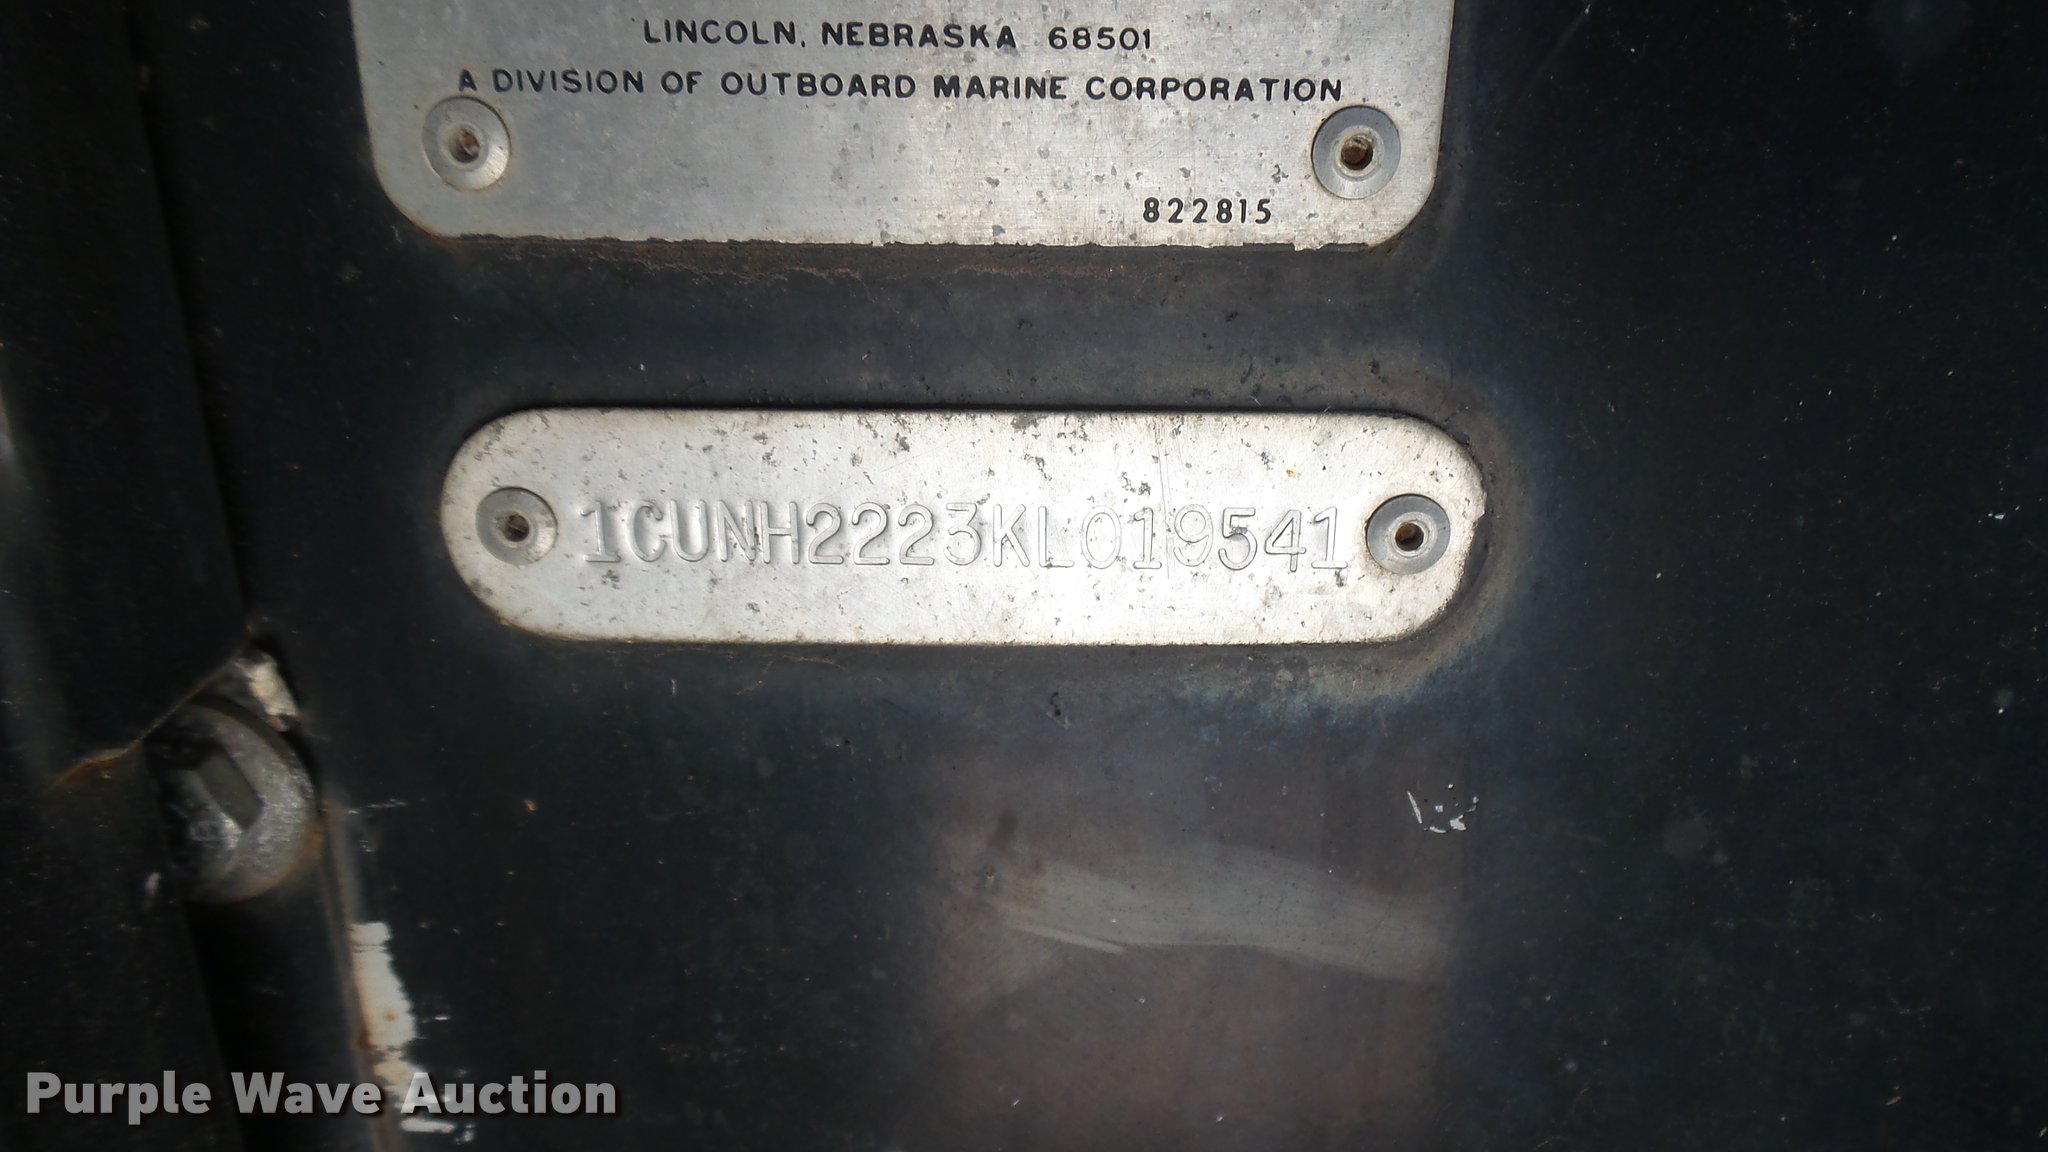 LINCOLN, NEBRASKA 68501
A DIVISION OF OUTBOARD MARINE CORPORATION
822815
1CUNH2223KL019541
Purple Wave Auction